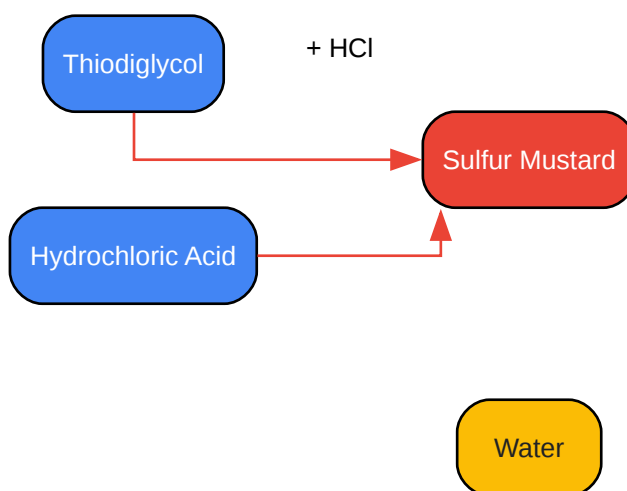 Thiodiglycol
+ HCl
Sulfur Mustard
Hydrochloric Acid
Water